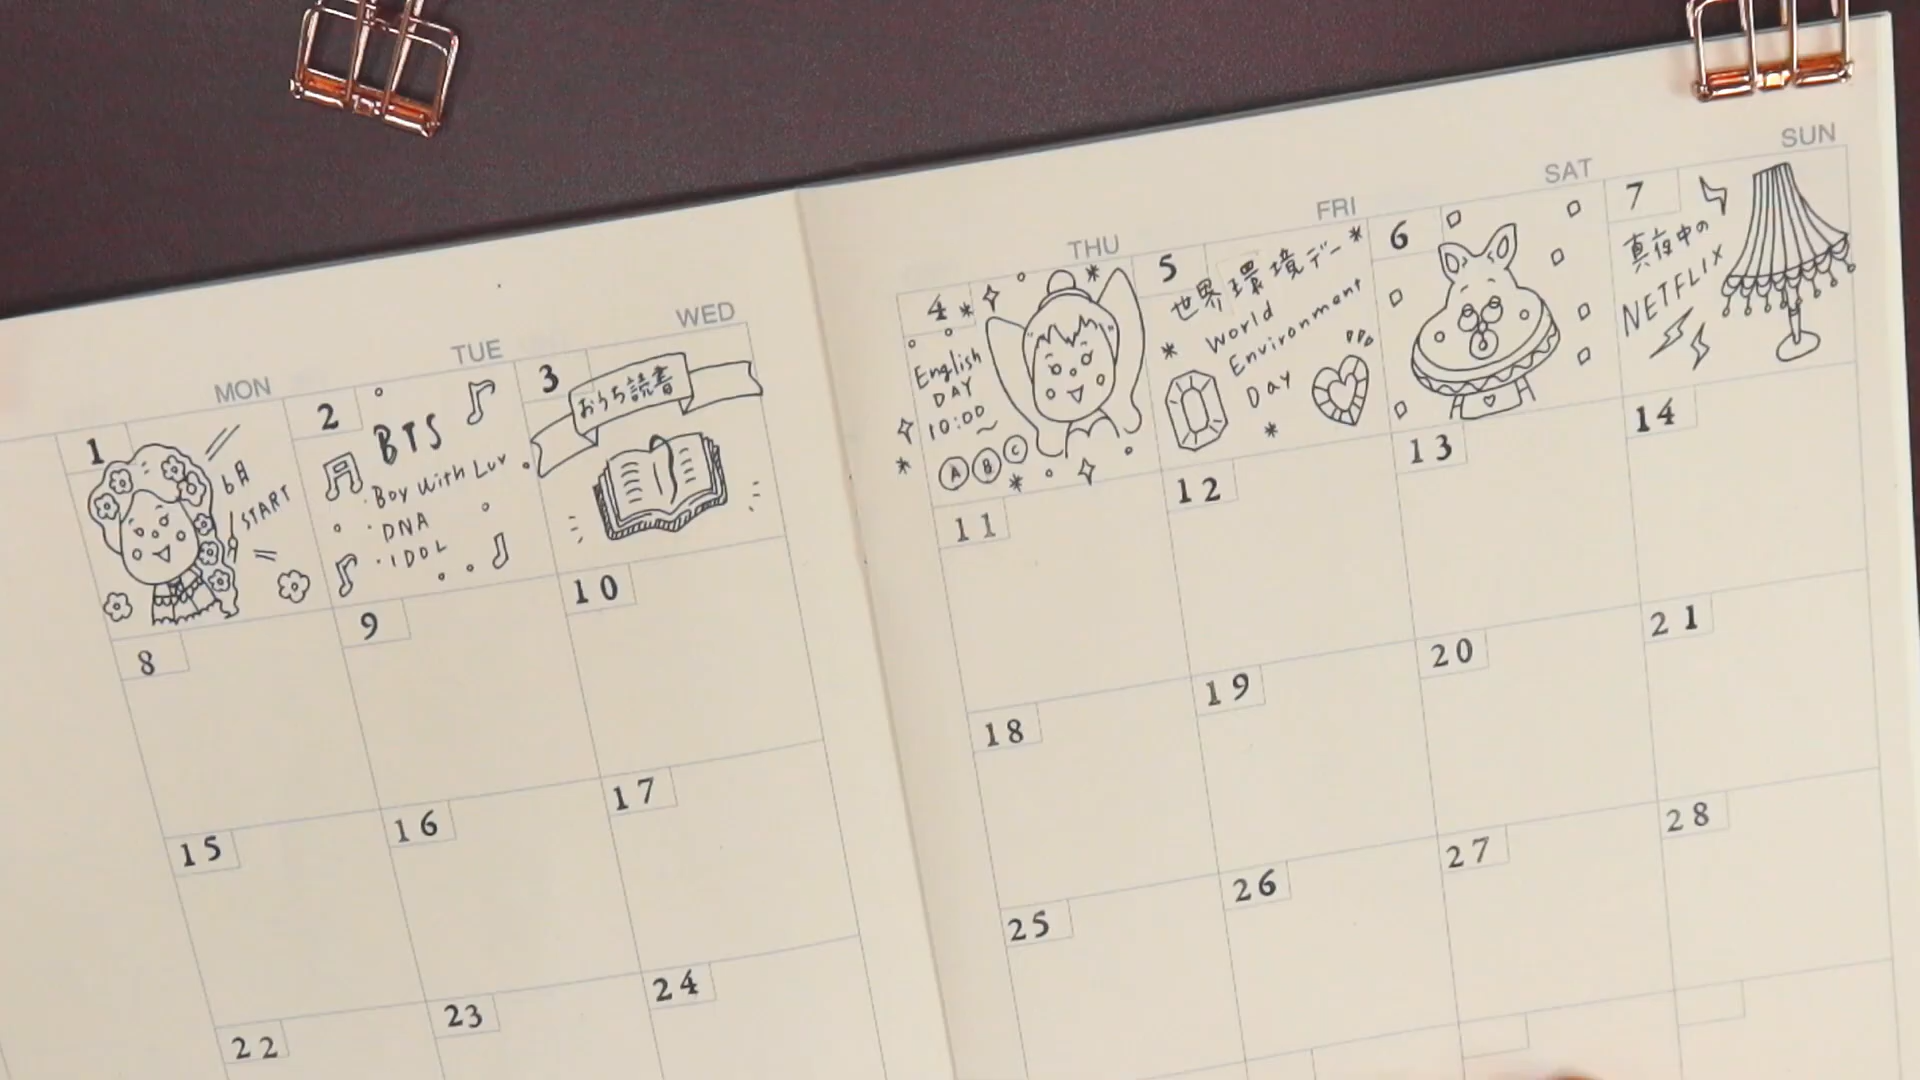 MON
TUE
WED
THU
FRI
SAT
SUN
1
6月
START
2
BTS
・Boy With Luv
・DNA
・IDOL
3
おうち読書
4
English
DAY
10:00~
A B C
5
世界環境デー
World
Environment
Day
6
7
真夜中の
NETFLIX
8
9
10
11
12
13
14
15
16
17
18
19
20
21
22
23
24
25
26
27
28